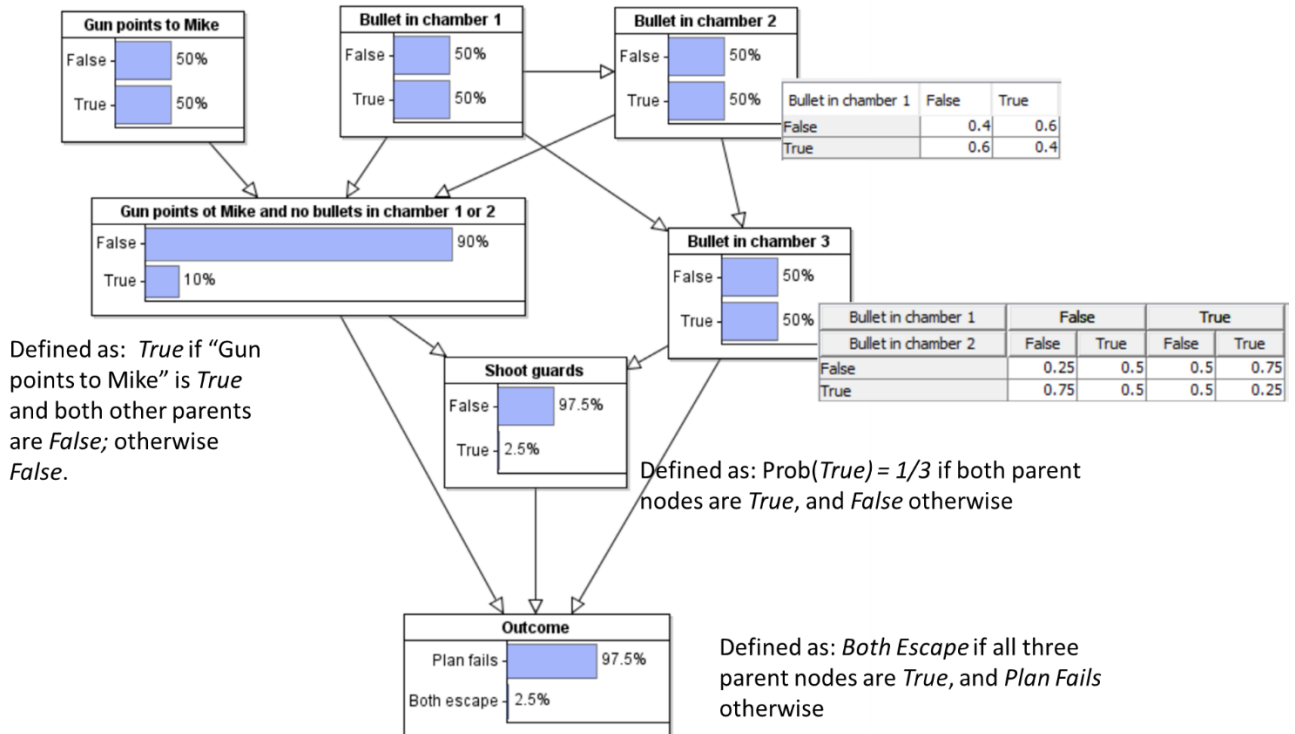 Gun points to Mike
False
50%
True
50%
Bullet in chamber 1
False
50%
True
50%
Bullet in chamber 2
False
50%
True
50%
Bullet in chamber 1 False True
False 0.4 0.6
True 0.6 0.4
Gun points ot Mike and no bullets in chamber 1 or 2
False
90%
True
10%
Bullet in chamber 3
False
50%
True
50%
Bullet in chamber 1 False True
Bullet in chamber 2 False True False True
False 0.25 0.5 0.5 0.75
True 0.75 0.5 0.5 0.25
Defined as: True if “Gun
points to Mike” is True
and both other parents
are False; otherwise
False.
Shoot guards
False
97.5%
True
2.5%
Defined as: Prob(True) = 1/3 if both parent
nodes are True, and False otherwise
Outcome
Plan fails
97.5%
Both escape
2.5%
Defined as: Both Escape if all three
parent nodes are True, and Plan Fails
otherwise